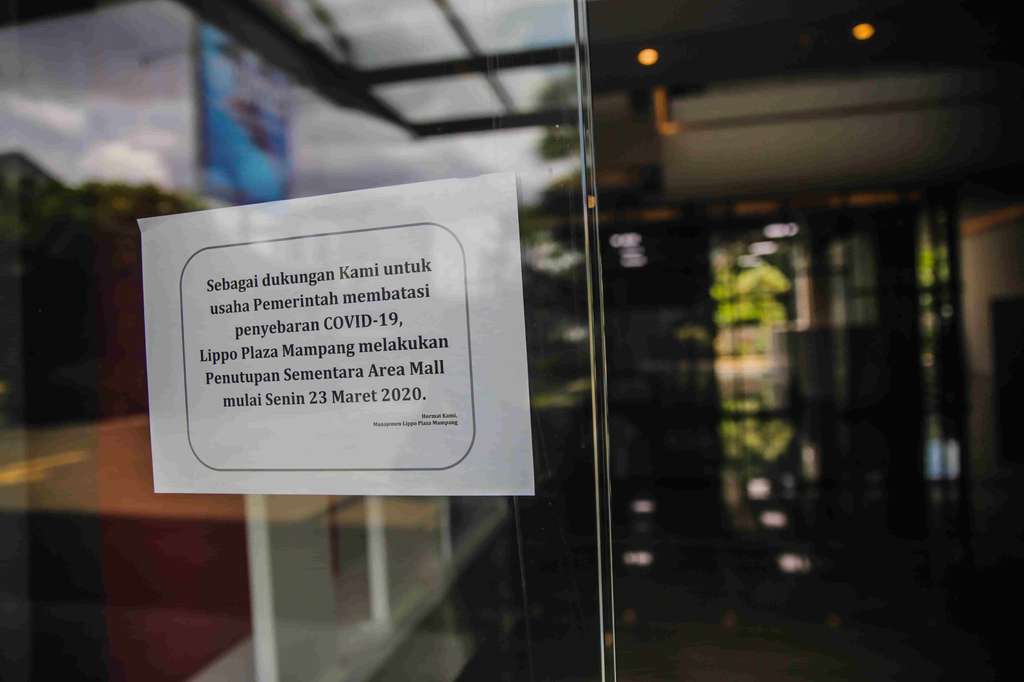 Sebagai dukungan Kami untuk
usaha Pemerintah membatasi
penyebaran COVID-19,
Lippo Plaza Mampang melakukan
Penutupan Sementara Area Mall
mulai Senin 23 Maret 2020.
Hormat Kami,
Manajemen Lippo Plaza Mampang